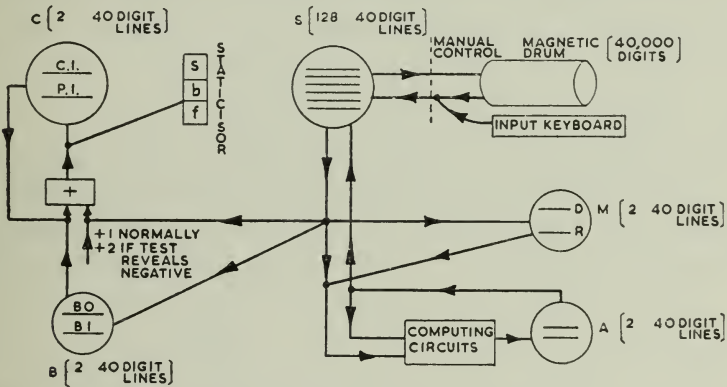 C (2 40 DIGIT LINES)
C.I.
P.I.
s
b
f
STATICISOR
+
+1 NORMALLY
+2 IF TEST
REVEALS
NEGATIVE
BO
BI
B (2 40 DIGIT LINES)
S (128 40 DIGIT LINES)
MANUAL
CONTROL
MAGNETIC
DRUM
(40,000 DIGITS)
INPUT KEYBOARD
D
R
M (2 40 DIGIT LINES)
COMPUTING
CIRCUITS
A (2 40 DIGIT LINES)